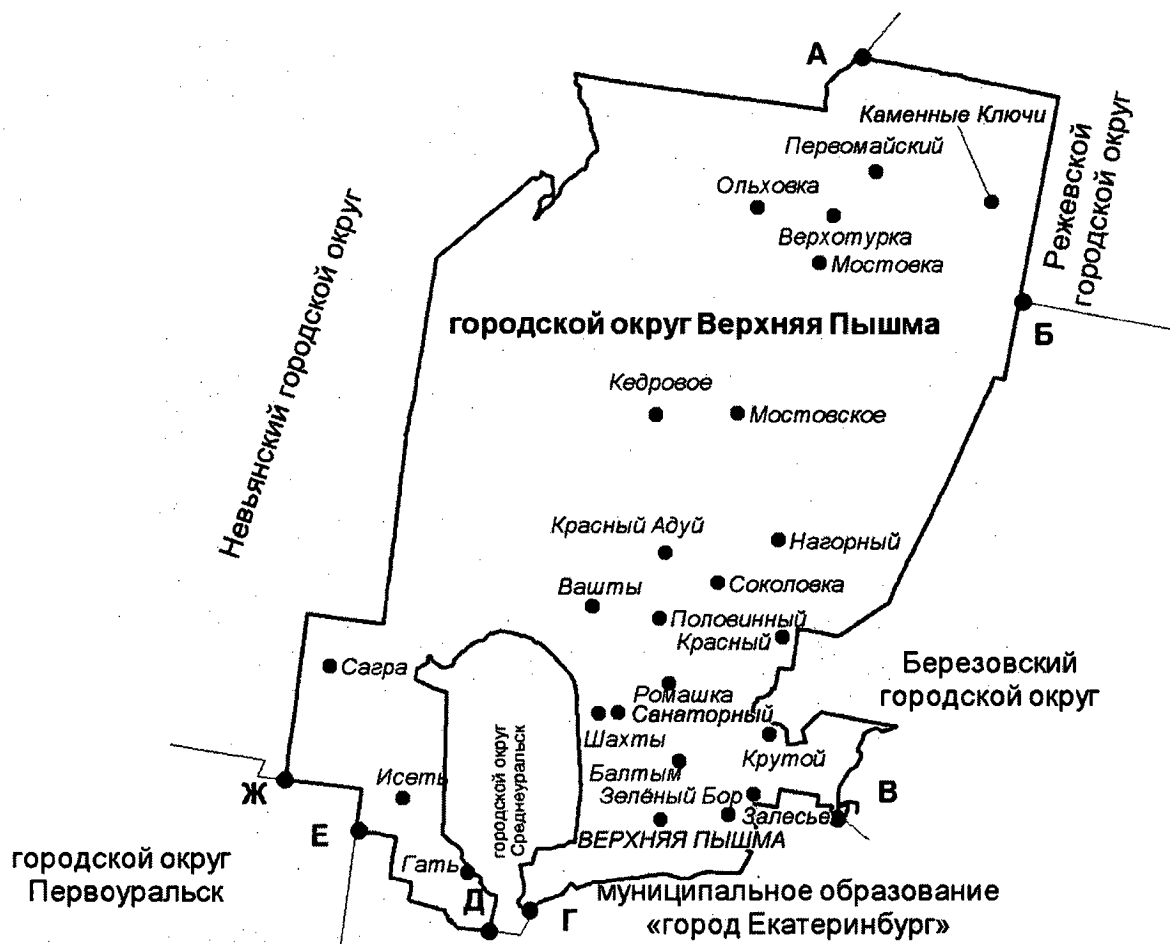 А
Каменные Ключи
Первомайский
Ольховка
Верхотурка
Мостовка
Режевской
городской округ
Невьянский городской округ
городской округ Верхняя Пышма
Б
Кедровое
Мостовское
Красный Адуй
Нагорный
Вашты
Соколовка
Половинный
Красный
Сагра
Березовский
городской округ
Ромашка
Санаторный
Шахты
Крутой
городской округ
Среднеуральск
Балтым
Исеть
Ж
Зелёный Бор
В
Залесье
Е
ВЕРХНЯЯ ПЫШМА
городской округ
Первоуральск
Гать
Д
Г
муниципальное образование
«город Екатеринбург»